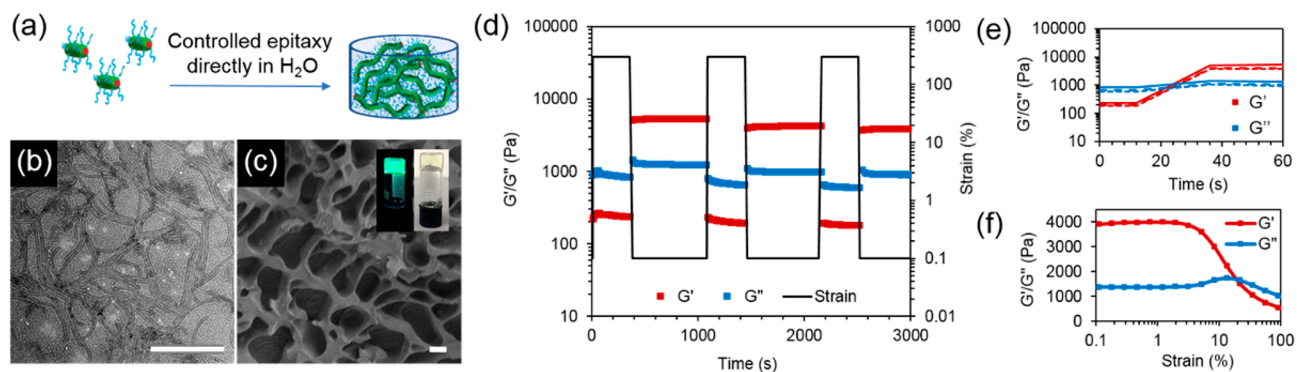 (a)
Controlled epitaxy
directly in H₂O
(b)
(c)
(d)
100000
10000
1000
100
10
G'/G" (Pa)
1000
100
10
1
0.1
0.01
Strain (%)
G'
G"
Strain
0
1000
2000
3000
Time (s)
(e)
10000
1000
100
10
G'/G" (Pa)
G'
G''
0
20
40
60
Time (s)
(f)
4000
3000
2000
1000
0
G'/G" (Pa)
G'
G"
0.1
1
10
100
Strain (%)